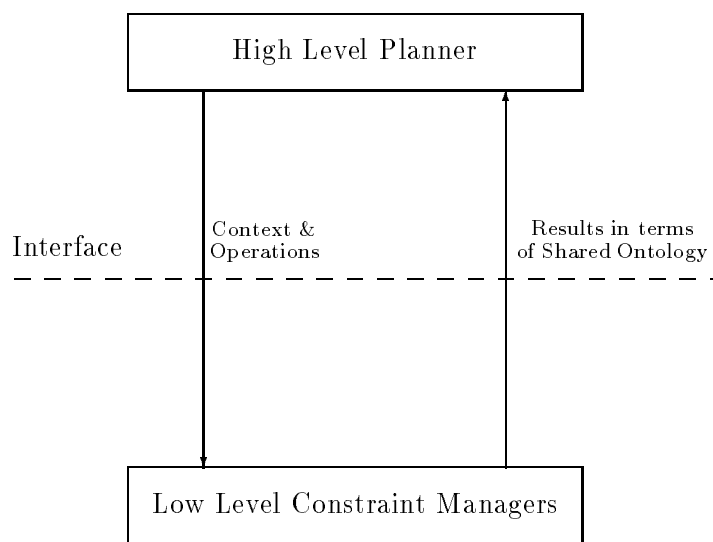 High Level Planner
Context &
Operations
Results in terms
of Shared Ontology
Interface
Low Level Constraint Managers